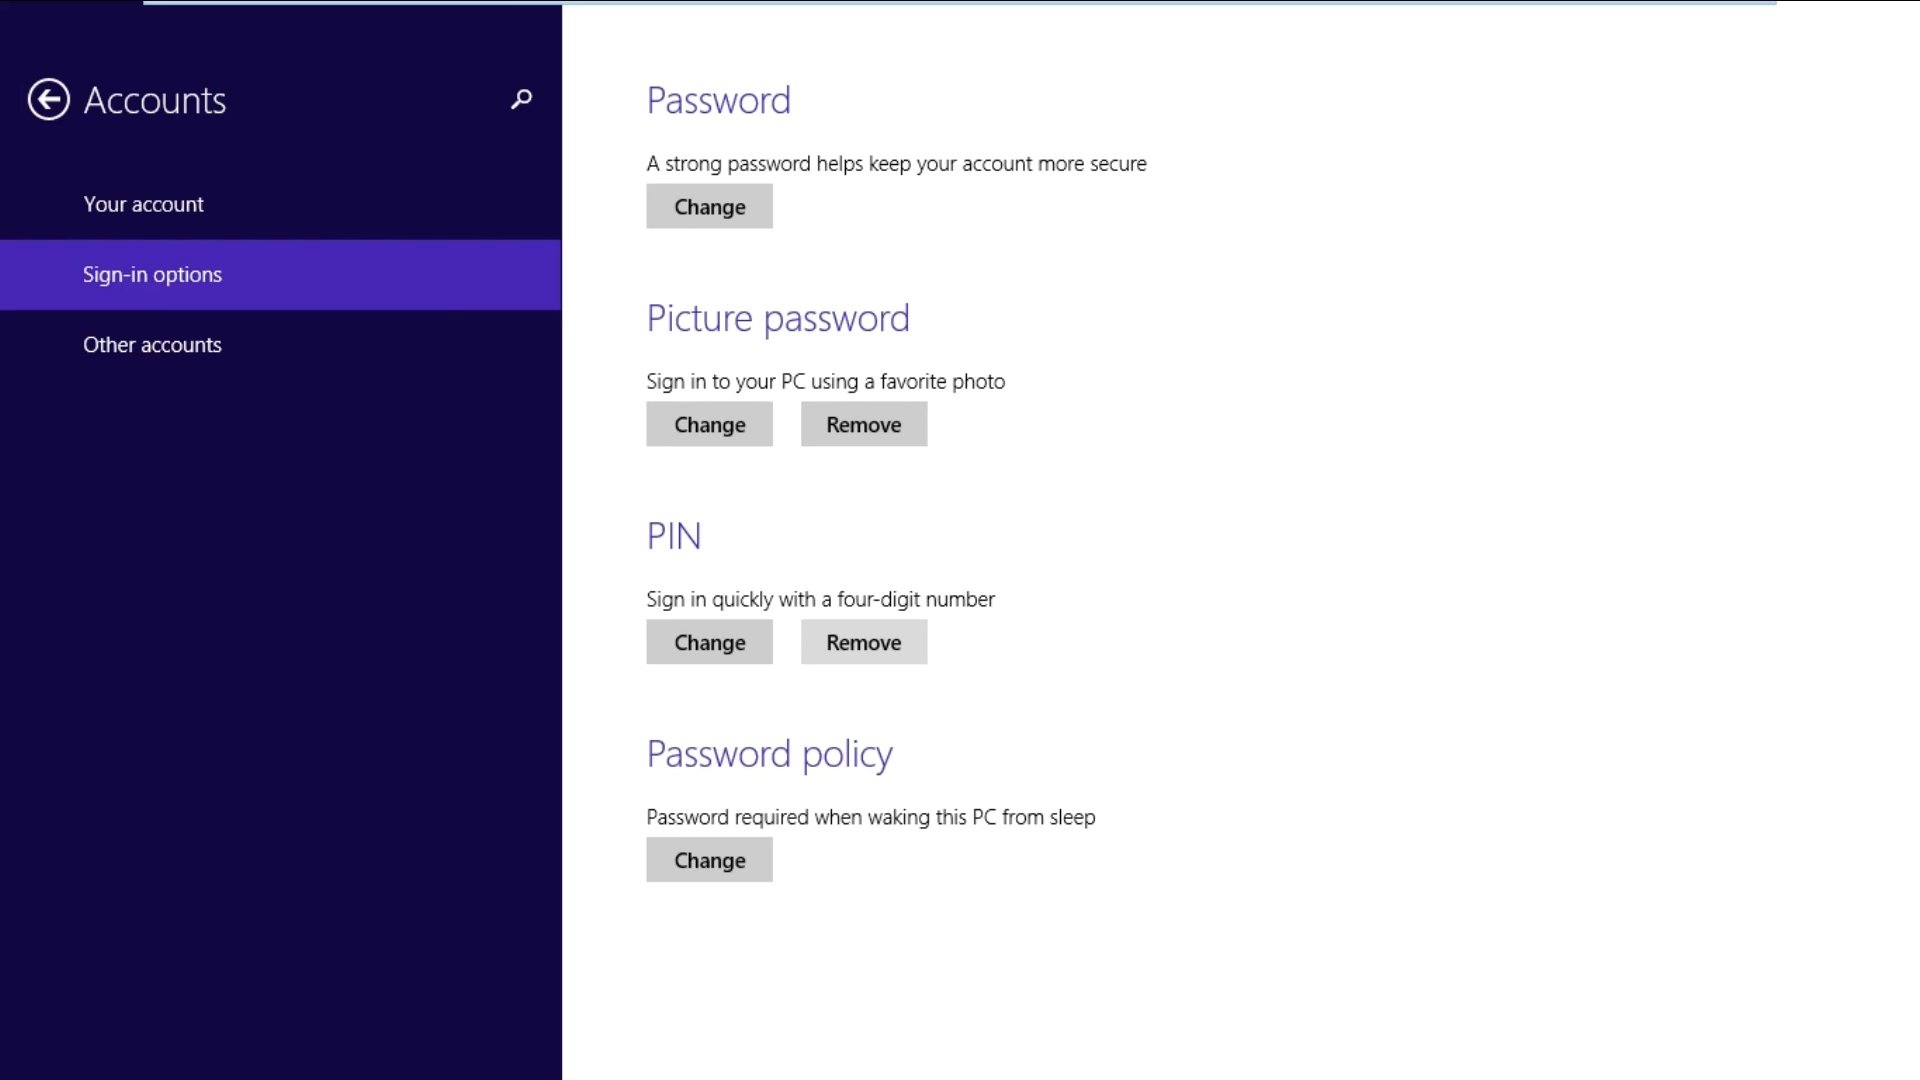 Accounts
Your account
Sign-in options
Other accounts
Password
A strong password helps keep your account more secure
Change
Picture password
Sign in to your PC using a favorite photo
Change Remove
PIN
Sign in quickly with a four-digit number
Change Remove
Password policy
Password required when waking this PC from sleep
Change